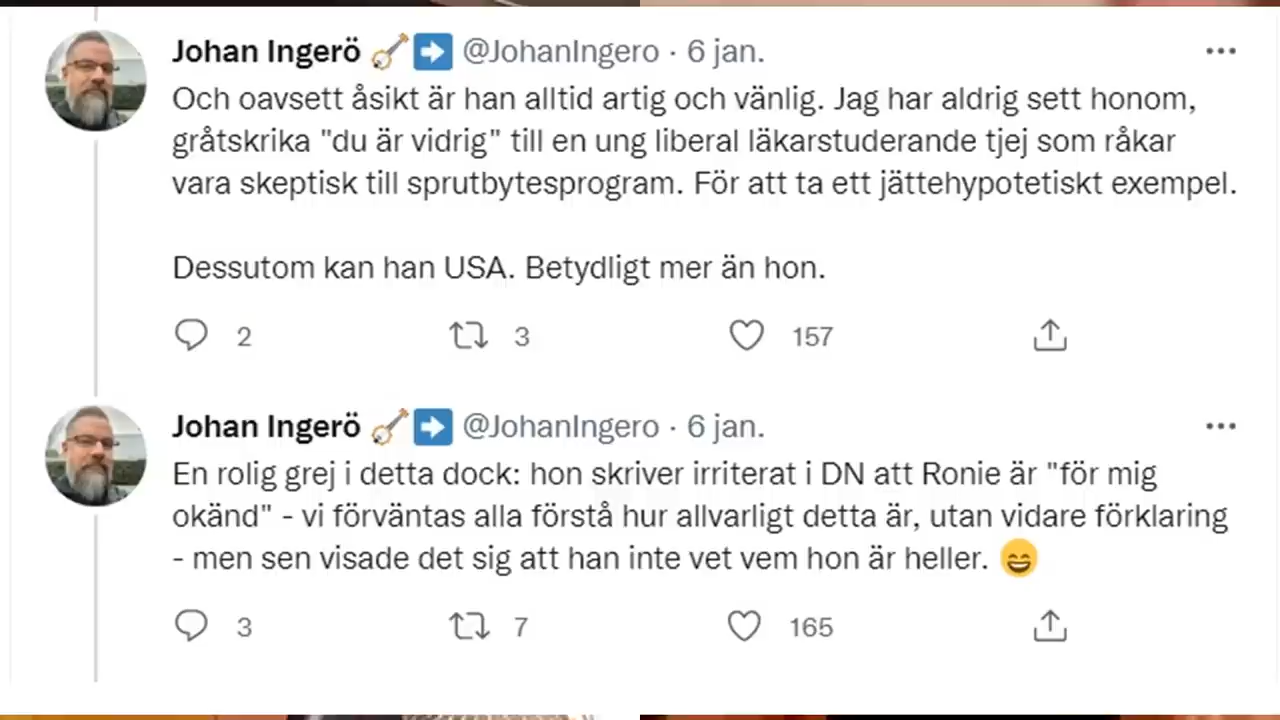 Johan Ingerö 🪕➡️ @JohanIngero · 6 jan.
Och oavsett åsikt är han alltid artig och vänlig. Jag har aldrig sett honom,
gråtskrika "du är vidrig" till en ung liberal läkarstuderande tjej som råkar
vara skeptisk till sprutbytesprogram. För att ta ett jättehypotetiskt exempel.
Dessutom kan han USA. Betydligt mer än hon.
2 3 157
Johan Ingerö 🪕➡️ @JohanIngero · 6 jan.
En rolig grej i detta dock: hon skriver irriterat i DN att Ronie är "för mig
okänd" - vi förväntas alla förstå hur allvarligt detta är, utan vidare förklaring
- men sen visade det sig att han inte vet vem hon är heller. 😄
3 7 165